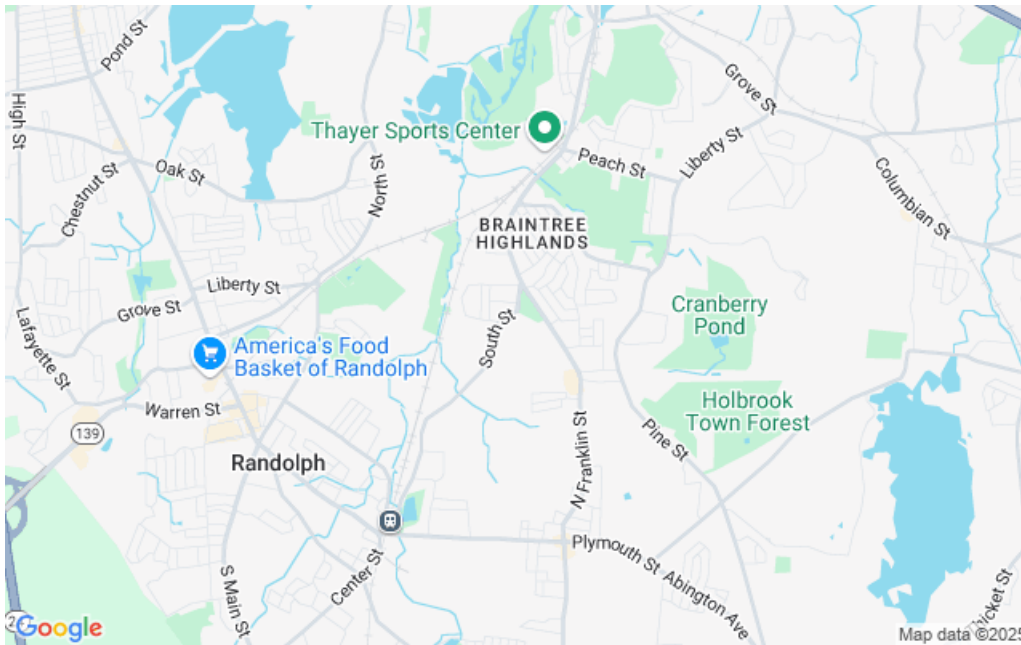 Pond St
High St
Grove St
Thayer Sports Center
Peach St
Liberty St
Oak St
Chestnut St
North St
Columbian St
BRAINTREE
HIGHLANDS
Liberty St
Grove St
Cranberry
Pond
Lafayette St
South St
America's Food
Basket of Randolph
Warren St
Holbrook
Town Forest
139
Pine St
Randolph
N Franklin St
Plymouth St
Abington Ave
Center St
S Main St
Google
Map data ©2025